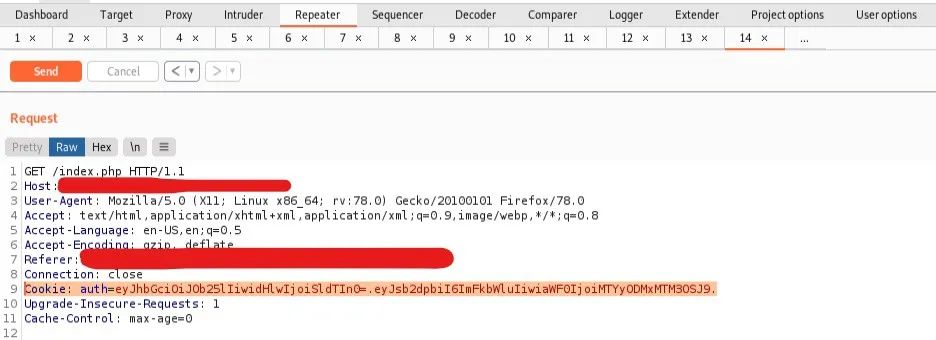 Dashboard Target Proxy Intruder Repeater Sequencer Decoder Comparer Logger Extender Project options User options
1 × 2 × 3 × 4 × 5 × 6 × 7 × 8 × 9 × 10 × 11 × 12 × 13 × 14 × ...
Send Cancel < ▼ > ▼
Request
Pretty Raw Hex \n ≡
1 GET /index.php HTTP/1.1
2 Host:
3 User-Agent: Mozilla/5.0 (X11; Linux x86_64; rv:78.0) Gecko/20100101 Firefox/78.0
4 Accept: text/html,application/xhtml+xml,application/xml;q=0.9,image/webp,*/*;q=0.8
5 Accept-Language: en-US,en;q=0.5
6 Accept-Encoding: gzip, deflate
7 Referer:
8 Connection: close
9 Cookie: auth=eyJhbGciOiJOb25lIiwidHlwIjoiSldTIn0=.eyJsb2dpbiI6ImFkbWluIiwiaWF0IjoiMTYyODMxMTM3OSJ9.
10 Upgrade-Insecure-Requests: 1
11 Cache-Control: max-age=0
12